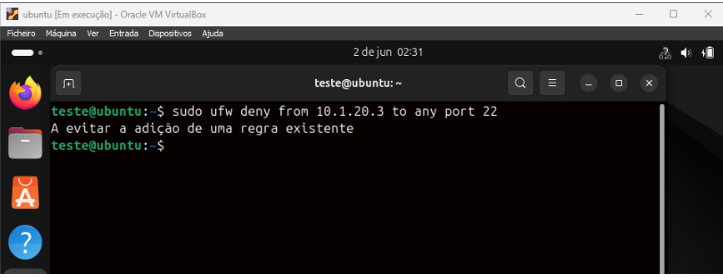 ubuntu [Em execução] - Oracle VM VirtualBox
Ficheiro Máquina Ver Entrada Dispositivos Ajuda
2 de jun 02:31
teste@ubuntu: ~
teste@ubuntu:~$ sudo ufw deny from 10.1.20.3 to any port 22
A evitar a adição de uma regra existente
teste@ubuntu:~$